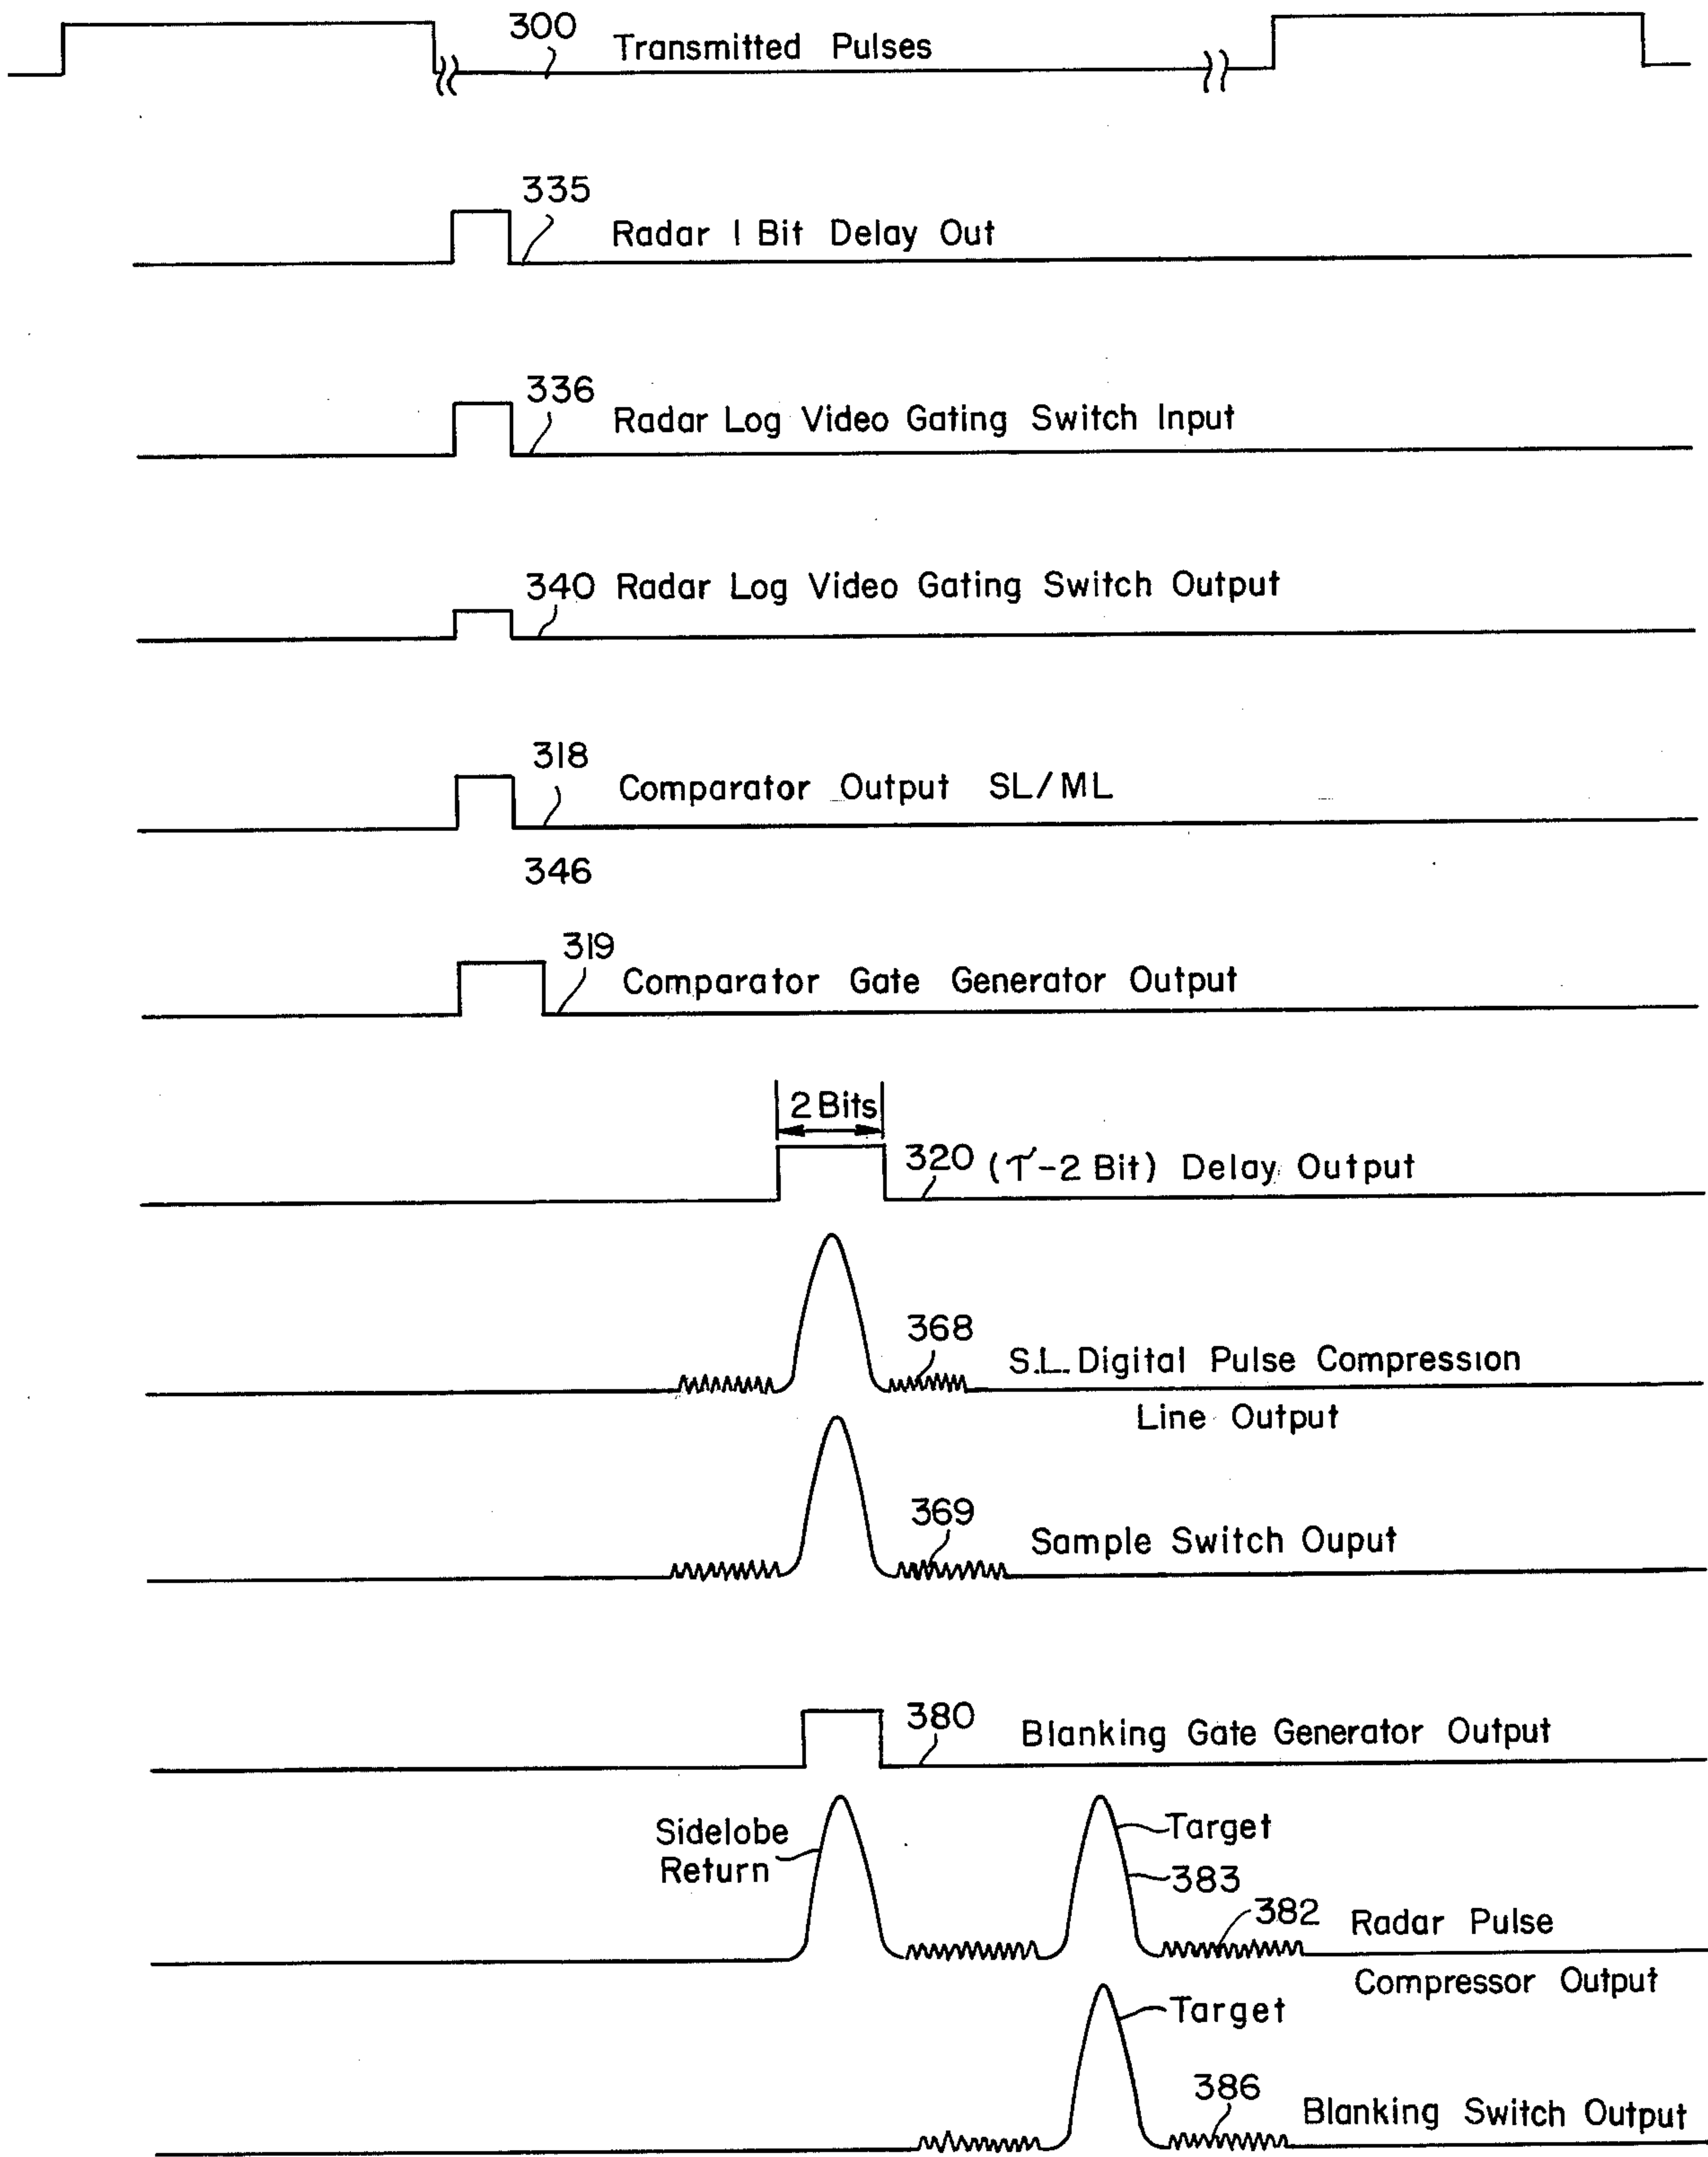 300 Transmitted Pulses
335
Radar 1 Bit Delay Out
336
Radar Log Video Gating Switch Input
340 Radar Log Video Gating Switch Output
318
Comparator Output SL/ML
346
319
Comparator Gate Generator Output
2 Bits
320 (τ-2 Bit) Delay Output
368
S.L. Digital Pulse Compression
Line Output
369
Sample Switch Ouput
380
Blanking Gate Generator Output
Sidelobe
Return
Target
383
382 Radar Pulse
Compressor Output
Target
386
Blanking Switch Output